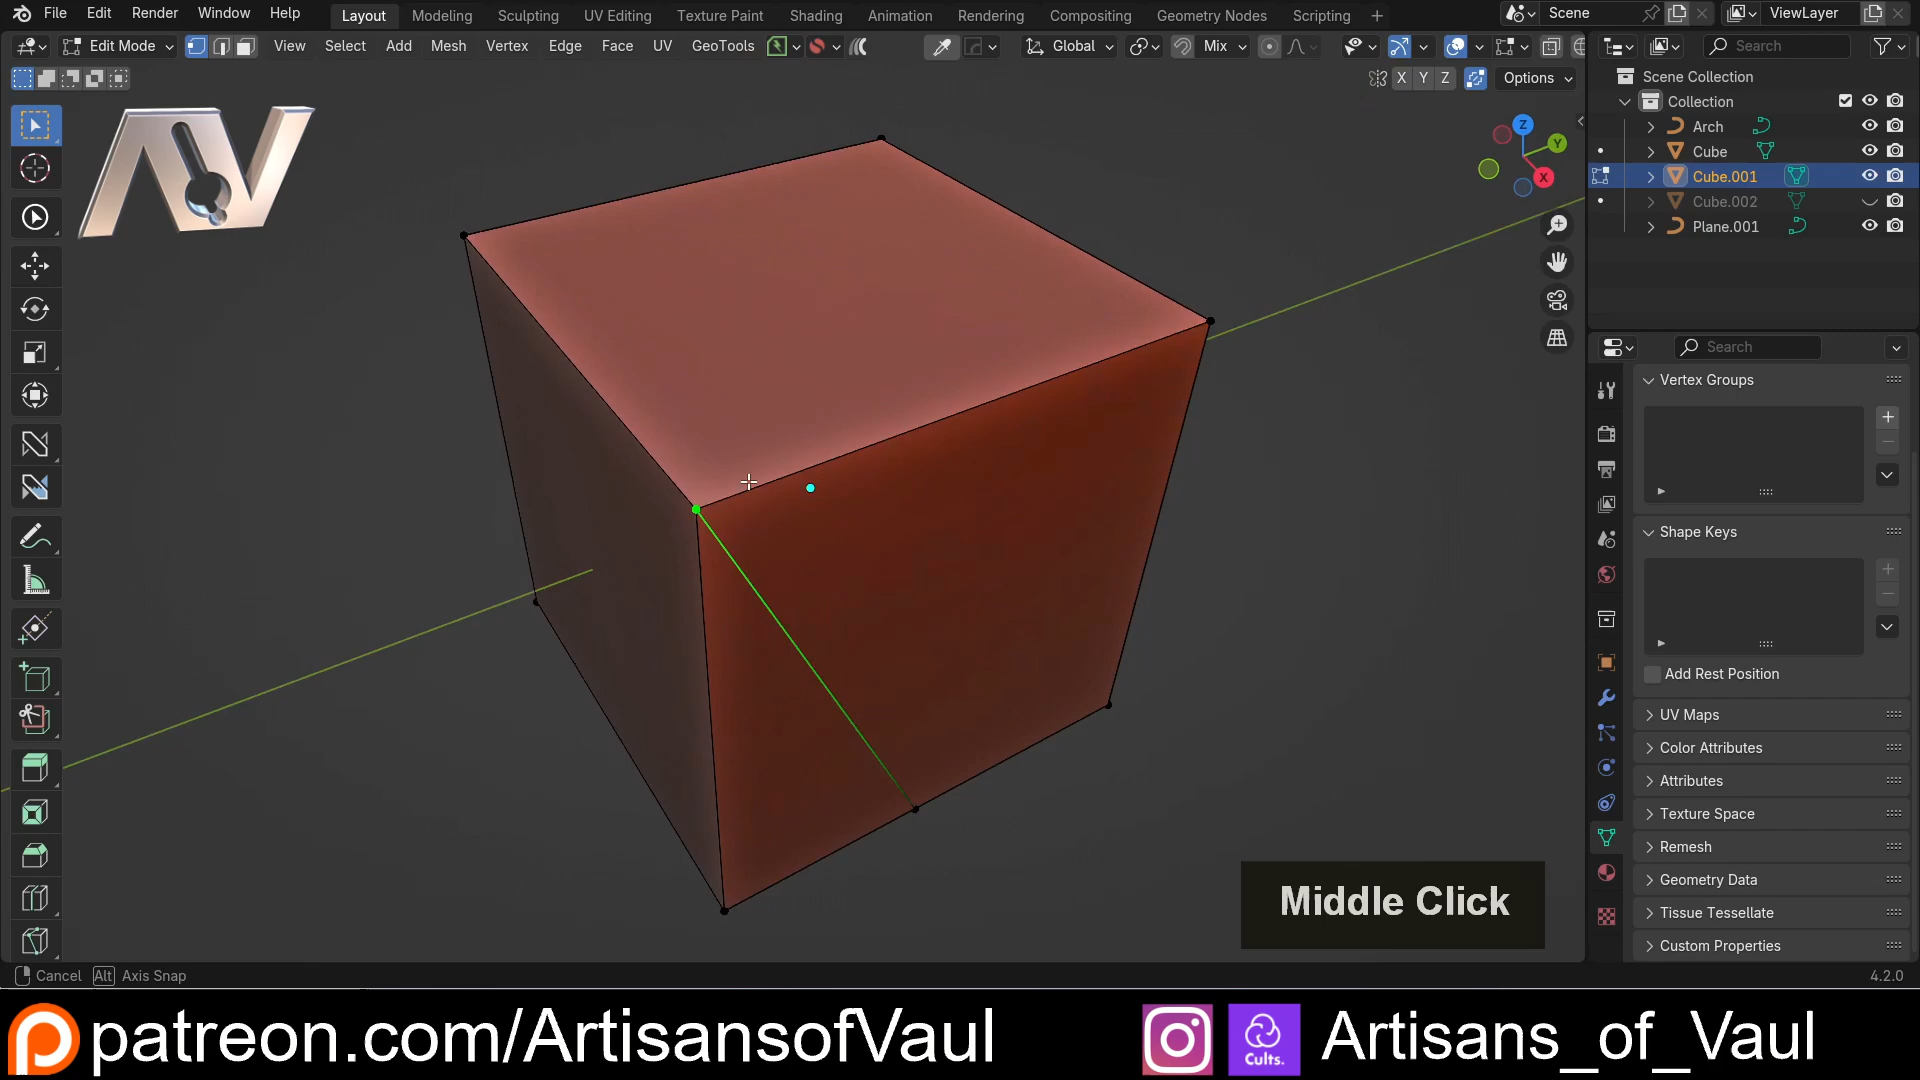 File Edit Render Window Help Layout Modeling Sculpting UV Editing Texture Paint Shading Animation Rendering Compositing Geometry Nodes Scripting + Scene ViewLayer
Edit Mode View Select Add Mesh Vertex Edge Face UV GeoTools Global Mix Search
X Y Z Options
Scene Collection
Collection
Arch
Cube
Cube.001
Cube.002
Plane.001
Z
Y
X
AV
Search
Vertex Groups
Shape Keys
Add Rest Position
UV Maps
Color Attributes
Attributes
Texture Space
Remesh
Geometry Data
Tissue Tessellate
Custom Properties
Middle Click
Cancel Alt Axis Snap 4.2.0
patreon.com/ArtisansofVaul Cults. Artisans_of_Vaul